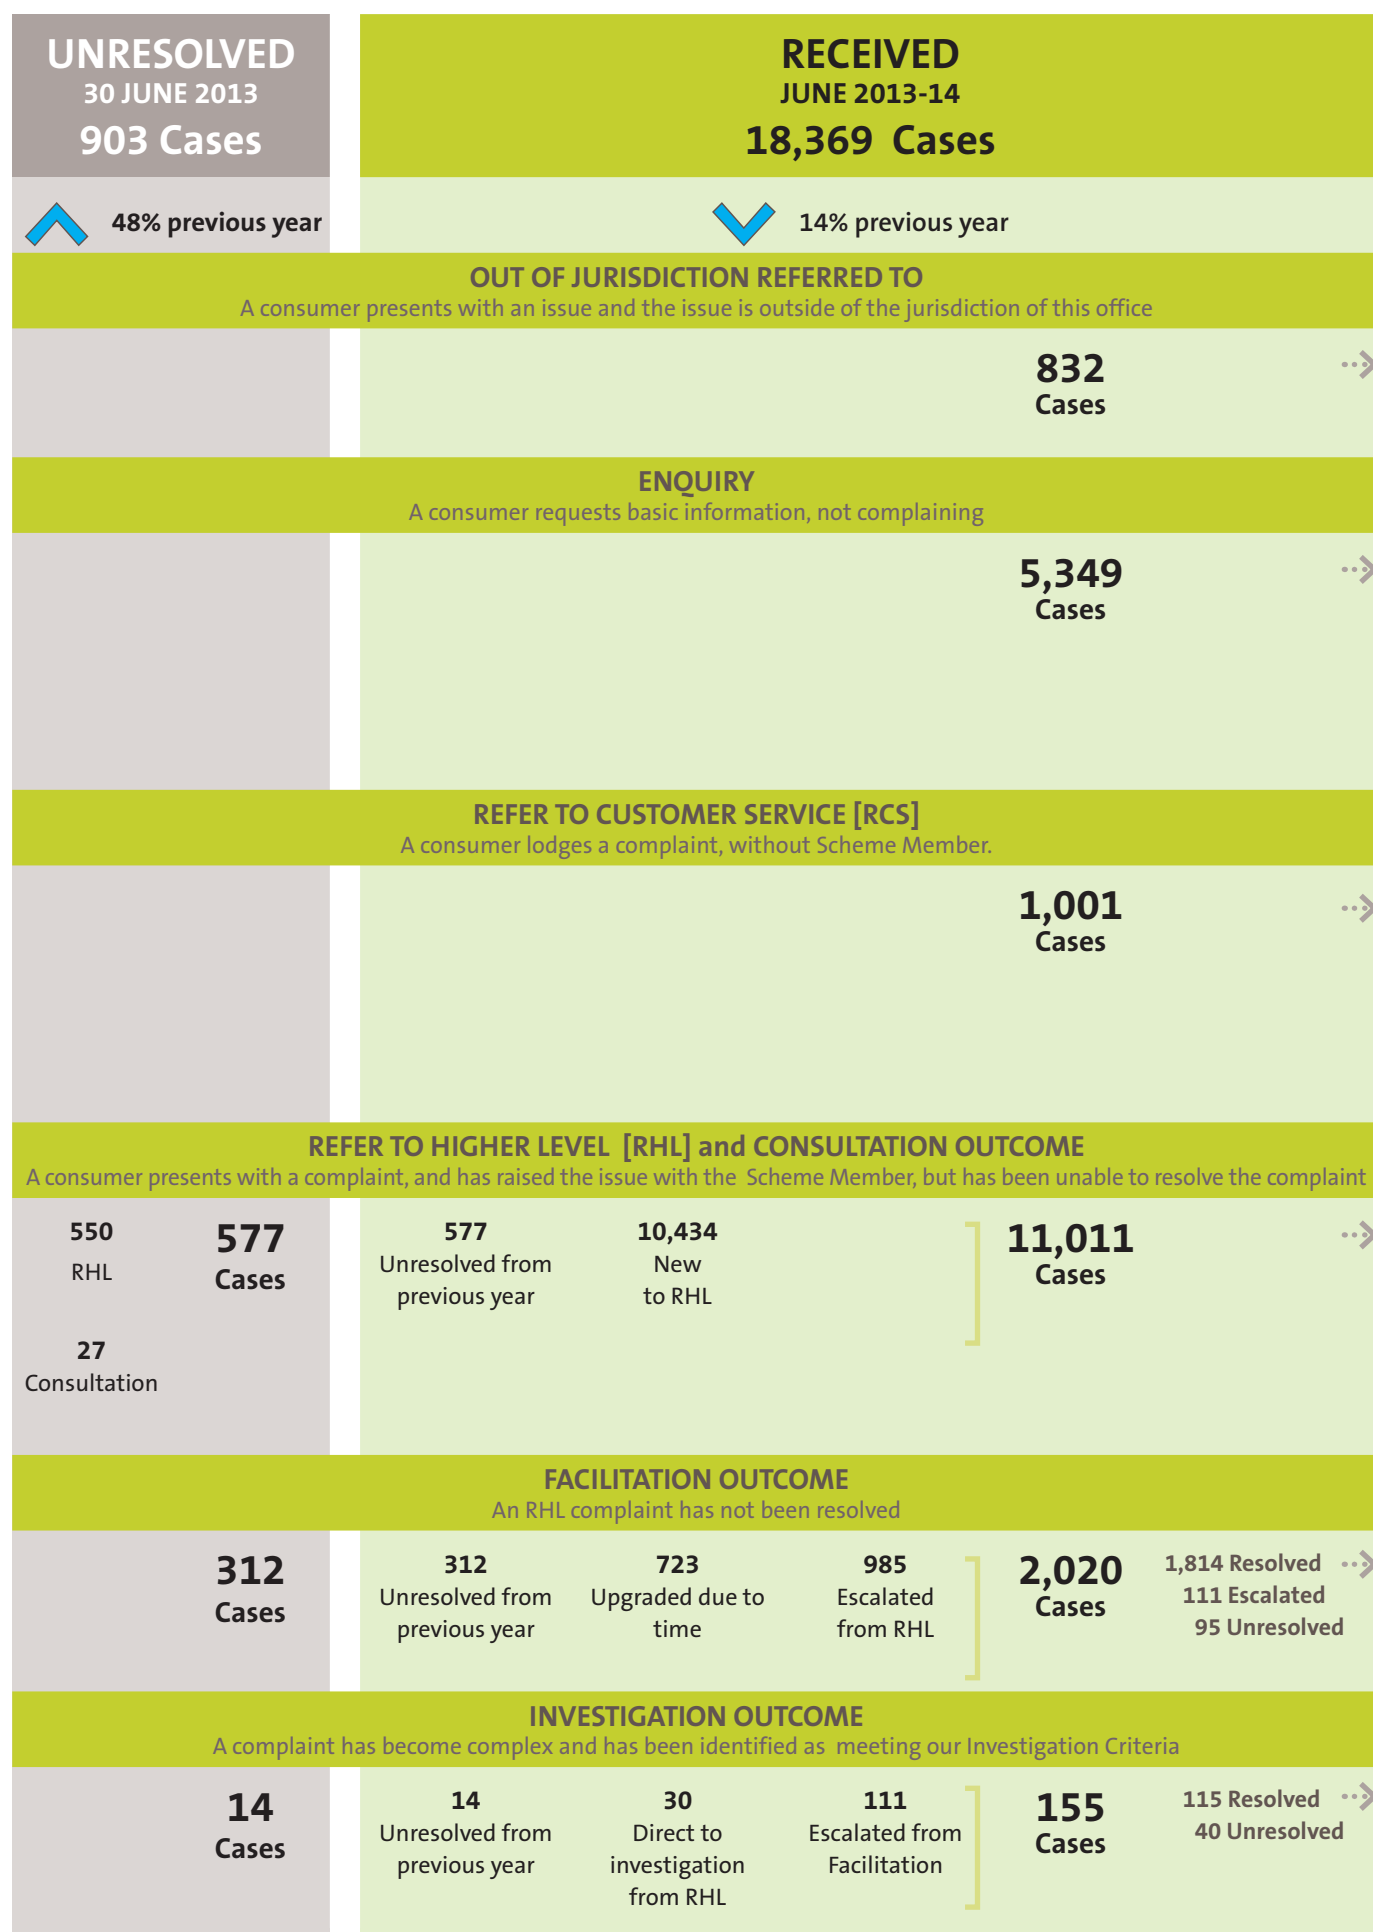 UNRESOLVED
30 JUNE 2013
903 Cases
RECEIVED
JUNE 2013-14
18,369 Cases
48% previous year
14% previous year
OUT OF JURISDICTION REFERRED TO
A consumer presents with an issue and the issue is outside of the jurisdiction of this office
832
Cases
ENQUIRY
A consumer requests basic information, not complaining
5,349
Cases
REFER TO CUSTOMER SERVICE [RCS]
A consumer lodges a complaint, without Scheme Member.
1,001
Cases
REFER TO HIGHER LEVEL [RHL] and CONSULTATION OUTCOME
A consumer presents with a complaint, and has raised the issue with the Scheme Member, but has been unable to resolve the complaint
550
RHL
27
Consultation
577
Cases
577
Unresolved from
previous year
10,434
New
to RHL
11,011
Cases
FACILITATION OUTCOME
An RHL complaint has not been resolved
312
Cases
312
Unresolved from
previous year
723
Upgraded due to
time
985
Escalated
from RHL
2,020
Cases
1,814 Resolved
111 Escalated
95 Unresolved
INVESTIGATION OUTCOME
A complaint has become complex and has been identified as meeting our Investigation Criteria
14
Cases
14
Unresolved from
previous year
30
Direct to
investigation
from RHL
111
Escalated from
Facilitation
155
Cases
115 Resolved
40 Unresolved